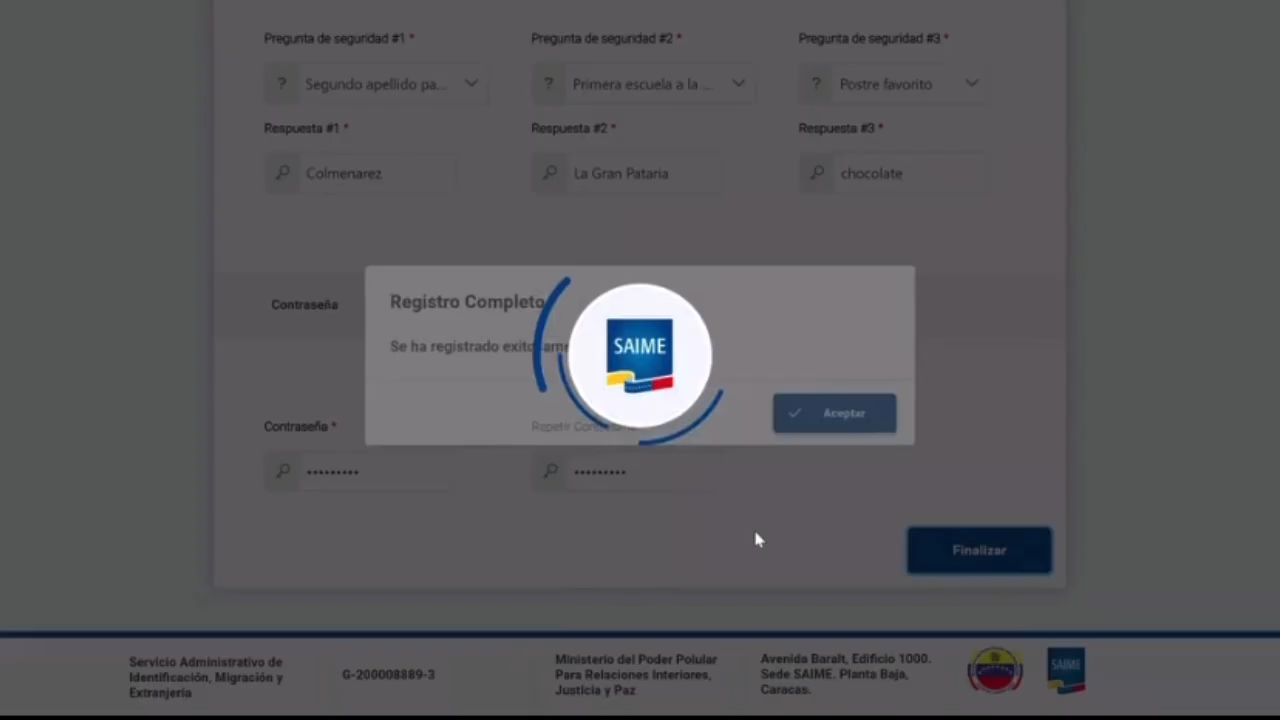 Pregunta de seguridad #1 *
Pregunta de seguridad #2 *
Pregunta de seguridad #3 *
? Segundo apellido pa...
? Primera escuela a la ...
? Postre favorito
Respuesta #1 *
Respuesta #2 *
Respuesta #3 *
Colmenarez
La Gran Pataria
chocolate
Registro Completo
SAIME
Contraseña
Se ha registrado
Aceptar
Contraseña *
Repetir
•••••••••
•••••••••
Finalizar
Servicio Administrativo de
Identificación, Migración y
Extranjería
G-200008889-3
Ministerio del Poder Polular
Para Relaciones Interiores,
Justicia y Paz
Avenida Baralt, Edificio 1000.
Sede SAIME. Planta Baja,
Caracas.
SAIME